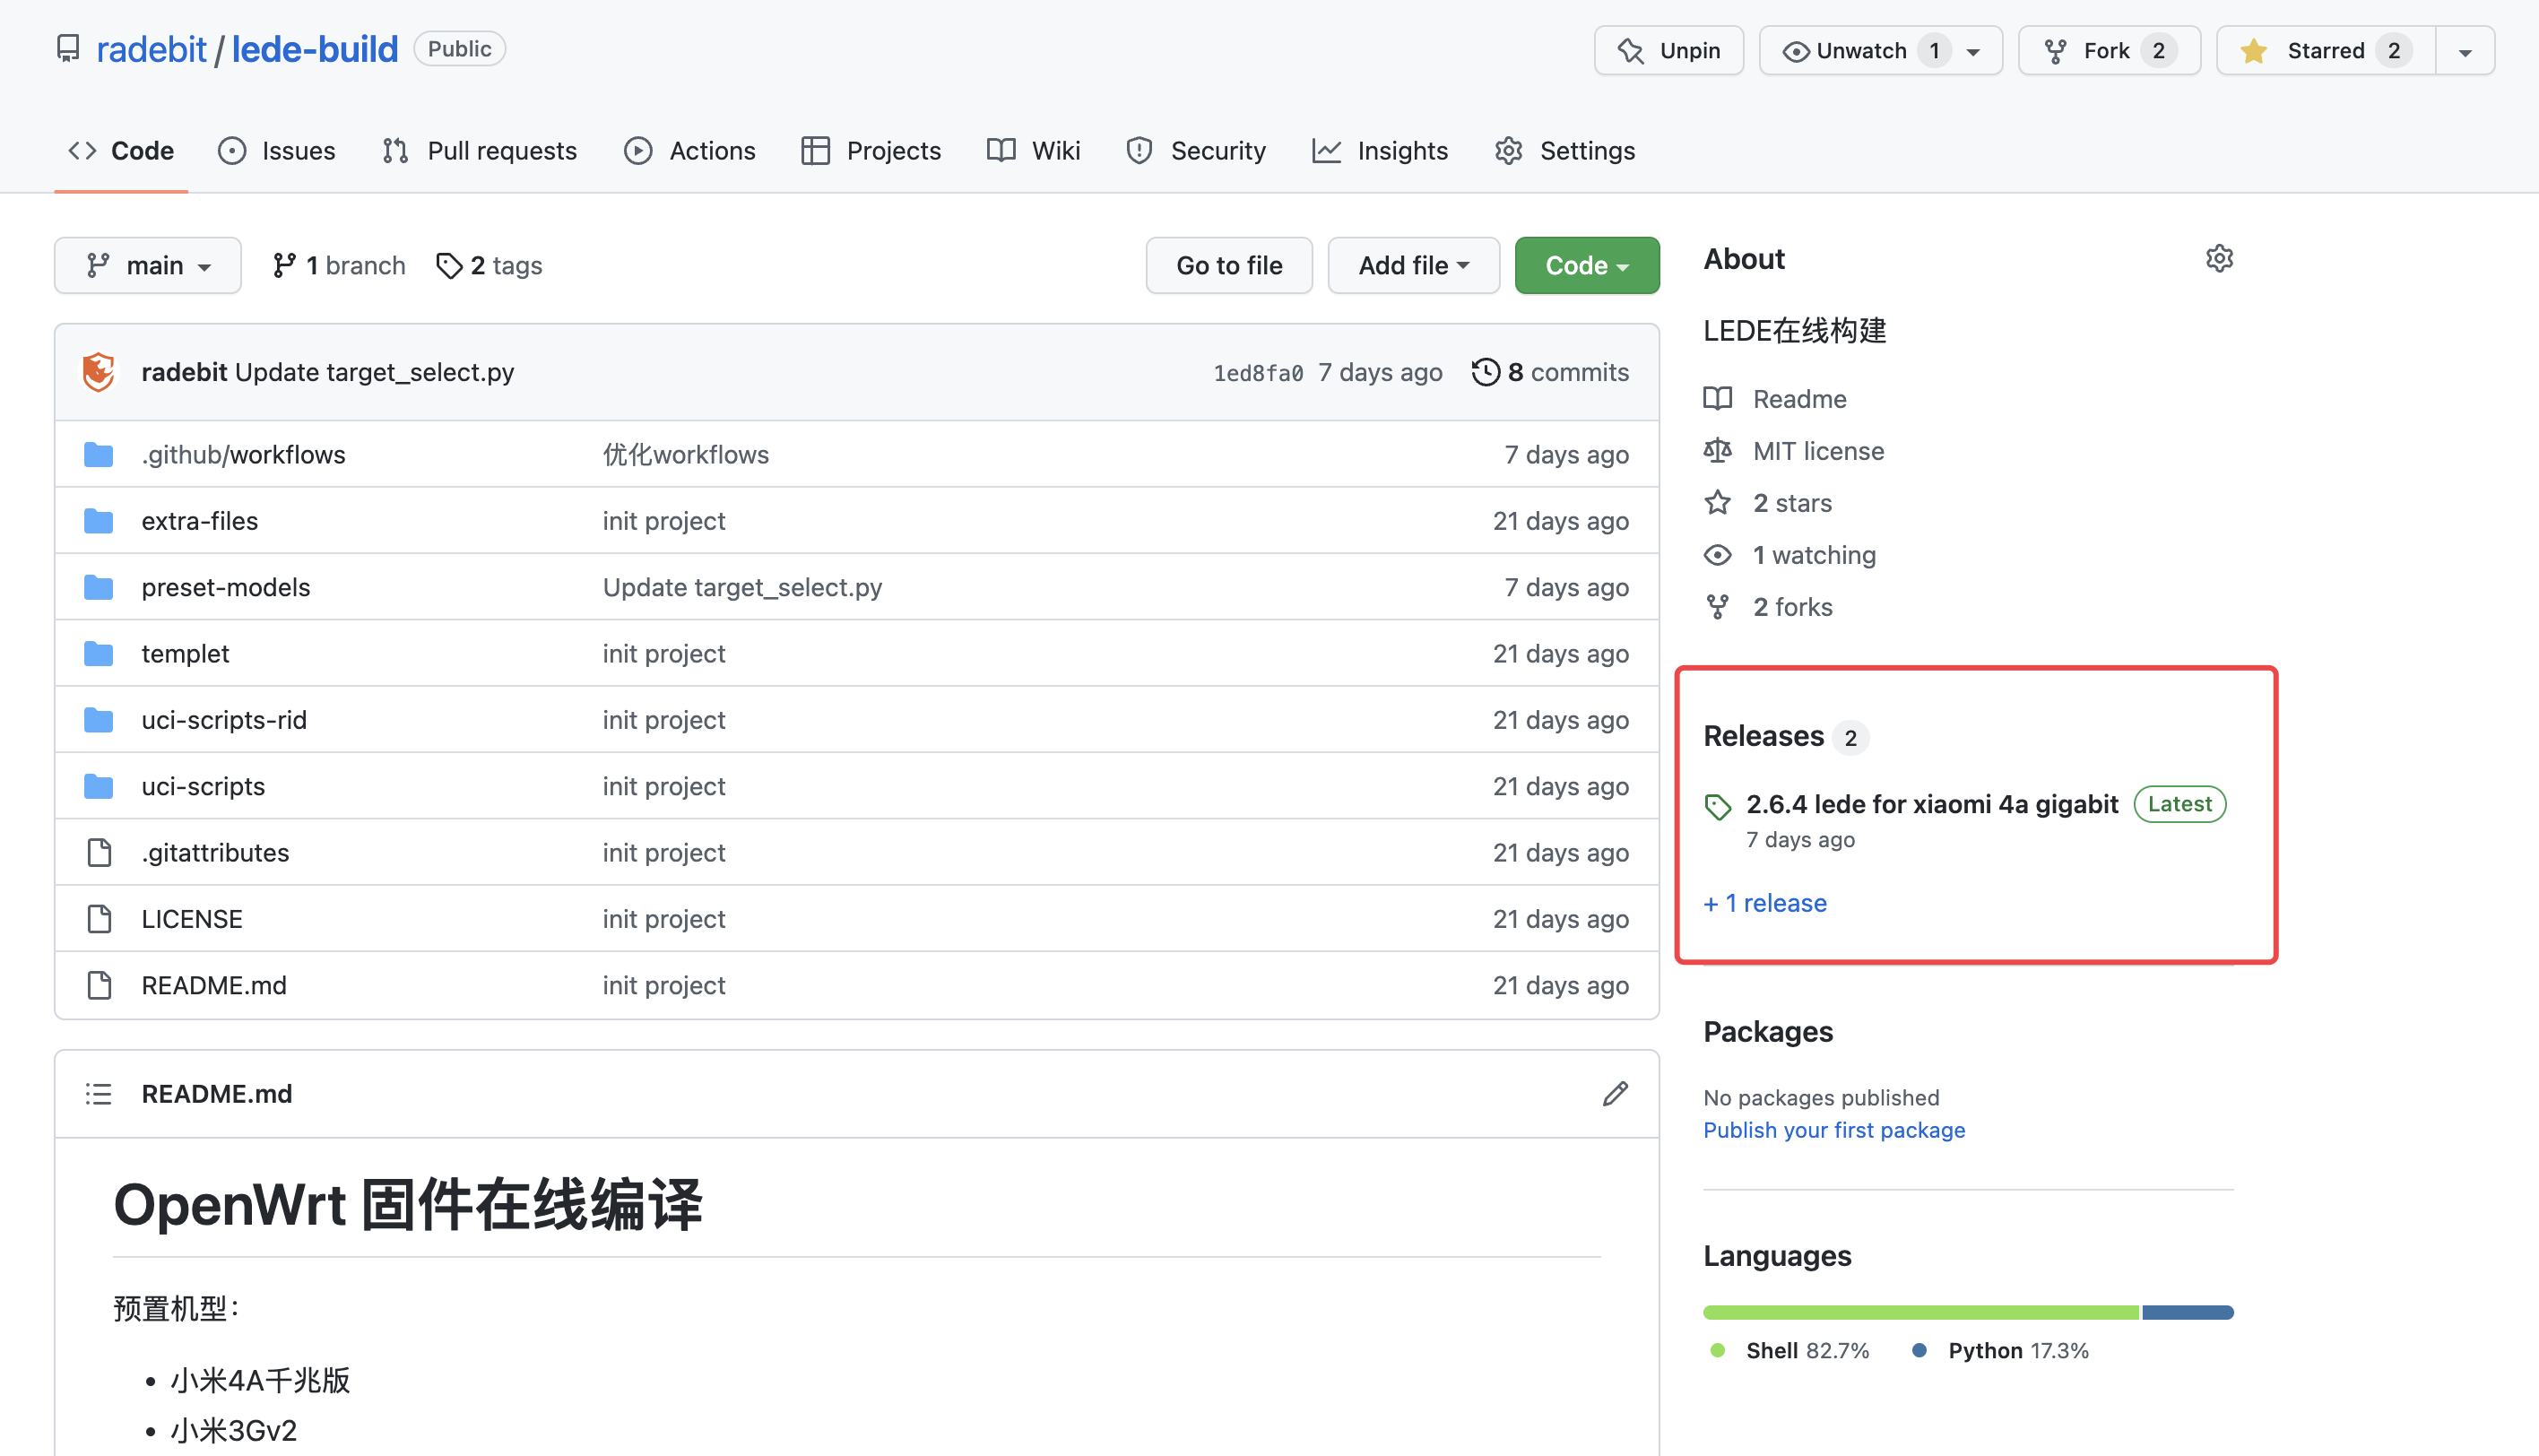 radebit / lede-build Public
Unpin
Unwatch 1
Fork 2
Starred 2
Code
Issues
Pull requests
Actions
Projects
Wiki
Security
Insights
Settings
main
1 branch
2 tags
Go to file
Add file
Code
radebit Update target_select.py 1ed8fa0 7 days ago 8 commits
.github/workflows 优化workflows 7 days ago
extra-files init project 21 days ago
preset-models Update target_select.py 7 days ago
templet init project 21 days ago
uci-scripts-rid init project 21 days ago
uci-scripts init project 21 days ago
.gitattributes init project 21 days ago
LICENSE init project 21 days ago
README.md init project 21 days ago
README.md
OpenWrt 固件在线编译
预置机型：
• 小米4A千兆版
• 小米3Gv2
About
LEDE在线构建
Readme
MIT license
2 stars
1 watching
2 forks
Releases 2
2.6.4 lede for xiaomi 4a gigabit Latest
7 days ago
+ 1 release
Packages
No packages published
Publish your first package
Languages
Shell 82.7% Python 17.3%